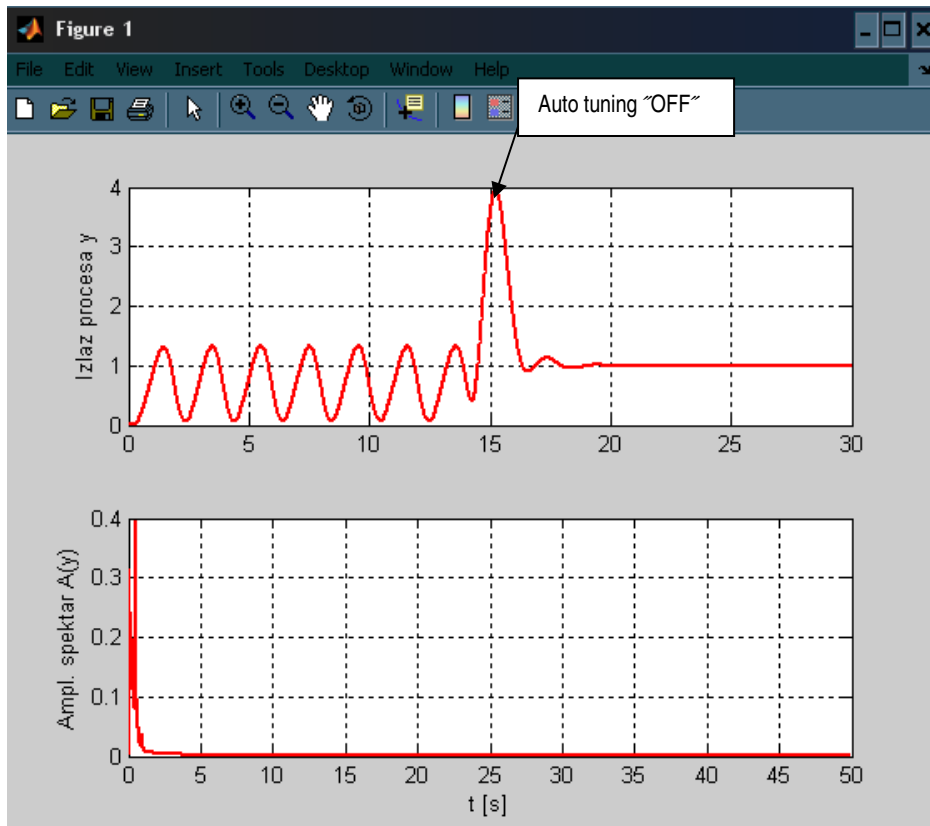 Figure 1
File Edit View Insert Tools Desktop Window Help
Auto tuning ˝OFF˝
Izlaz procesa y
4
3
2
1
0
0 5 10 15 20 25 30
Ampl. spektar A(y)
0.4
0.3
0.2
0.1
0
0 5 10 15 20 25 30 35 40 45 50
t [s]